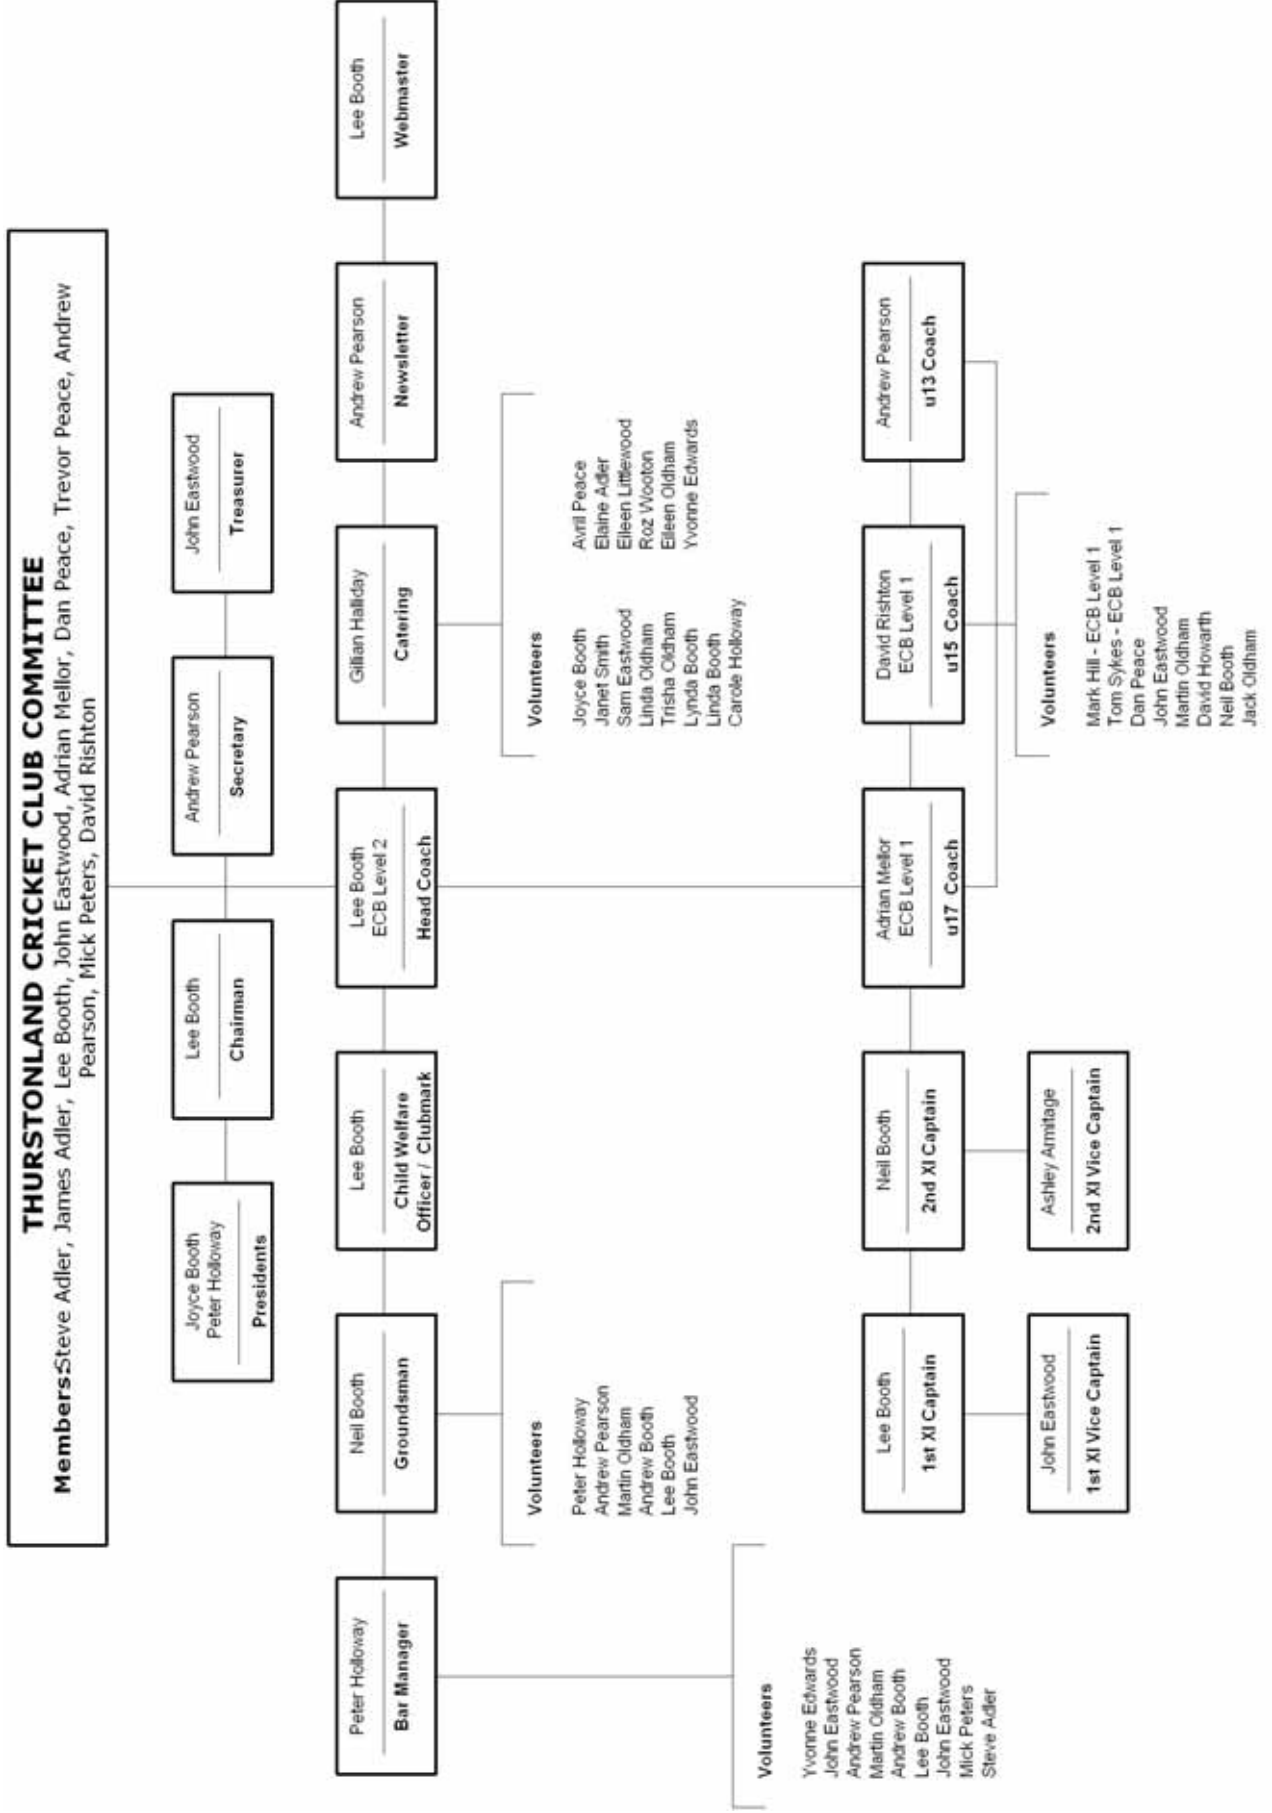 THURSTONLAND CRICKET CLUB COMMITTEE
Members:Steve Adler, James Adler, Lee Booth, John Eastwood, Adrian Mellor, Dan Peace, Trevor Peace, Andrew
Pearson, Mick Peters, David Rishton
Joyce Booth
Peter Holloway
Presidents
Lee Booth
Chairman
Andrew Pearson
Secretary
John Eastwood
Treasurer
Peter Holloway
Bar Manager
Neil Booth
Groundsman
Lee Booth
Child Welfare
Officer / Clubmark
Lee Booth
ECB Level 2
Head Coach
Gillian Halliday
Catering
Andrew Pearson
Newsletter
Lee Booth
Webmaster
Volunteers
Peter Holloway
Andrew Pearson
Martin Oldham
Andrew Booth
Lee Booth
John Eastwood
Volunteers
Joyce Booth
Janet Smith
Sam Eastwood
Linda Oldham
Trisha Oldham
Lynda Booth
Linda Booth
Carole Holloway
Avril Peace
Elaine Adler
Eileen Littlewood
Roz Wooton
Eileen Oldham
Yvonne Edwards
Volunteers
Yvonne Edwards
John Eastwood
Andrew Pearson
Martin Oldham
Andrew Booth
Lee Booth
John Eastwood
Mick Peters
Steve Adler
Lee Booth
1st XI Captain
Neil Booth
2nd XI Captain
Adrian Mellor
ECB Level 1
u17 Coach
David Rishton
ECB Level 1
u15 Coach
Andrew Pearson
u13 Coach
John Eastwood
1st XI Vice Captain
Ashley Armitage
2nd XI Vice Captain
Volunteers
Mark Hill - ECB Level 1
Tom Sykes - ECB Level 1
Dan Peace
John Eastwood
Martin Oldham
David Howarth
Neil Booth
Jack Oldham